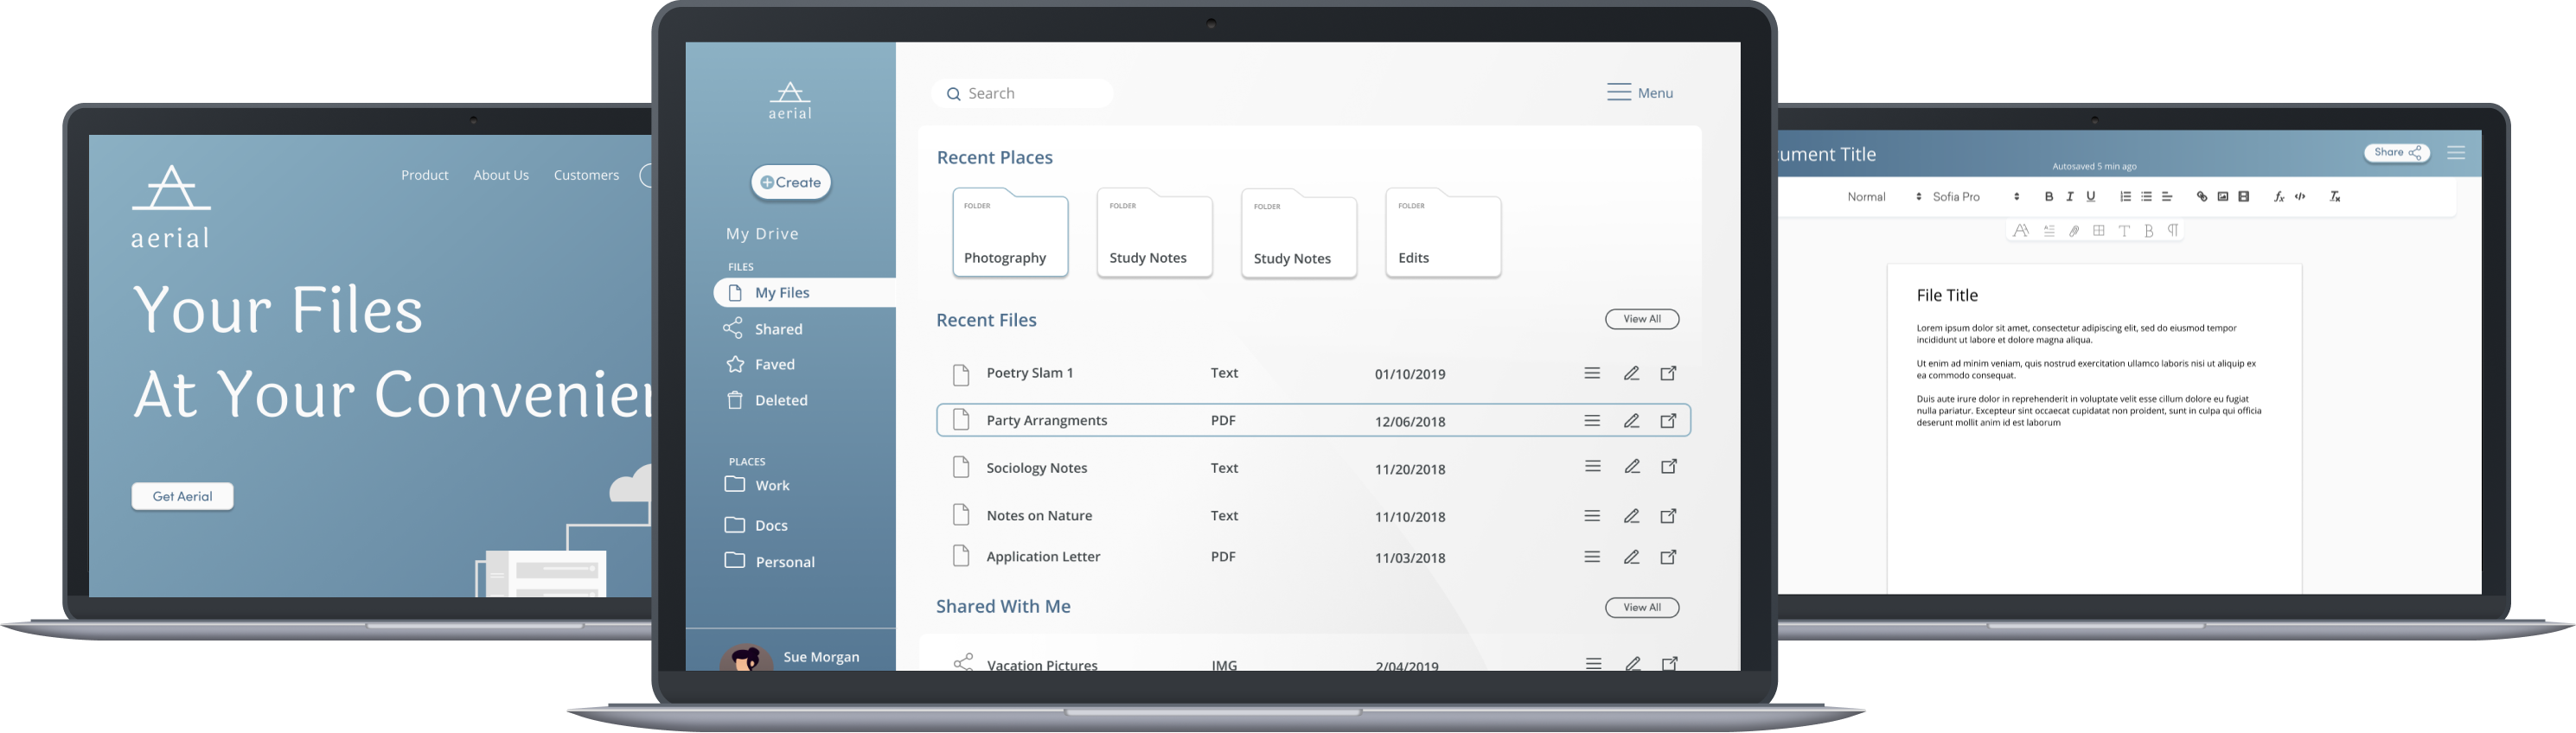 aerial
Product About Us Customers
Your Files
At Your Convenien
Get Aerial
aerial
Create
My Drive
FILES
My Files
Shared
Faved
Deleted
PLACES
Work
Docs
Personal
Sue Morgan
Search
Menu
Recent Places
FOLDER
Photography
FOLDER
Study Notes
FOLDER
Study Notes
FOLDER
Edits
Recent Files
View All
Poetry Slam 1 Text 01/10/2019
Party Arrangments PDF 12/06/2018
Sociology Notes Text 11/20/2018
Notes on Nature Text 11/10/2018
Application Letter PDF 11/03/2018
Shared With Me
View All
Vacation Pictures IMG 2/04/2019
ument Title
Autosaved 5 min ago
Share
Normal Sofia Pro B I U
File Title
Lorem ipsum dolor sit amet, consectetur adipiscing elit, sed do eiusmod tempor
incididunt ut labore et dolore magna aliqua.
Ut enim ad minim veniam, quis nostrud exercitation ullamco laboris nisi ut aliquip ex
ea commodo consequat.
Duis aute irure dolor in reprehenderit in voluptate velit esse cillum dolore eu fugiat
nulla pariatur. Excepteur sint occaecat cupidatat non proident, sunt in culpa qui officia
deserunt mollit anim id est laborum